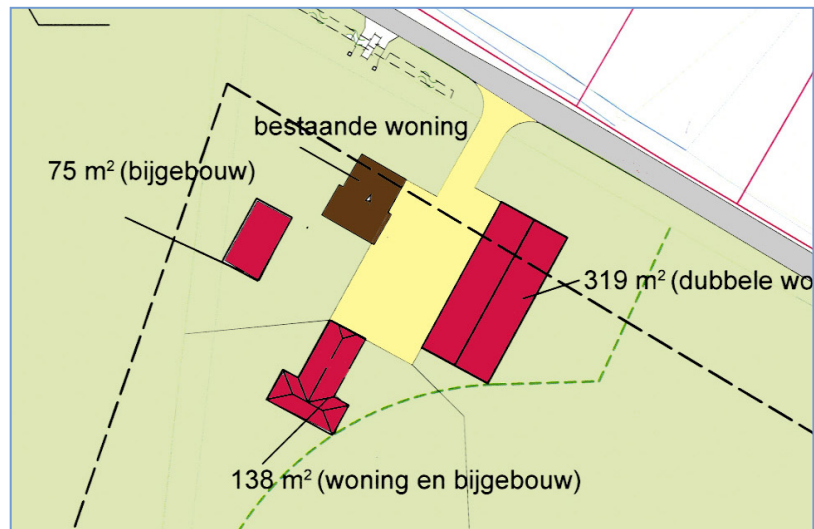 bestaande woning
75 m² (bijgebouw)
319 m² (dubbele wo
138 m² (woning en bijgebouw)